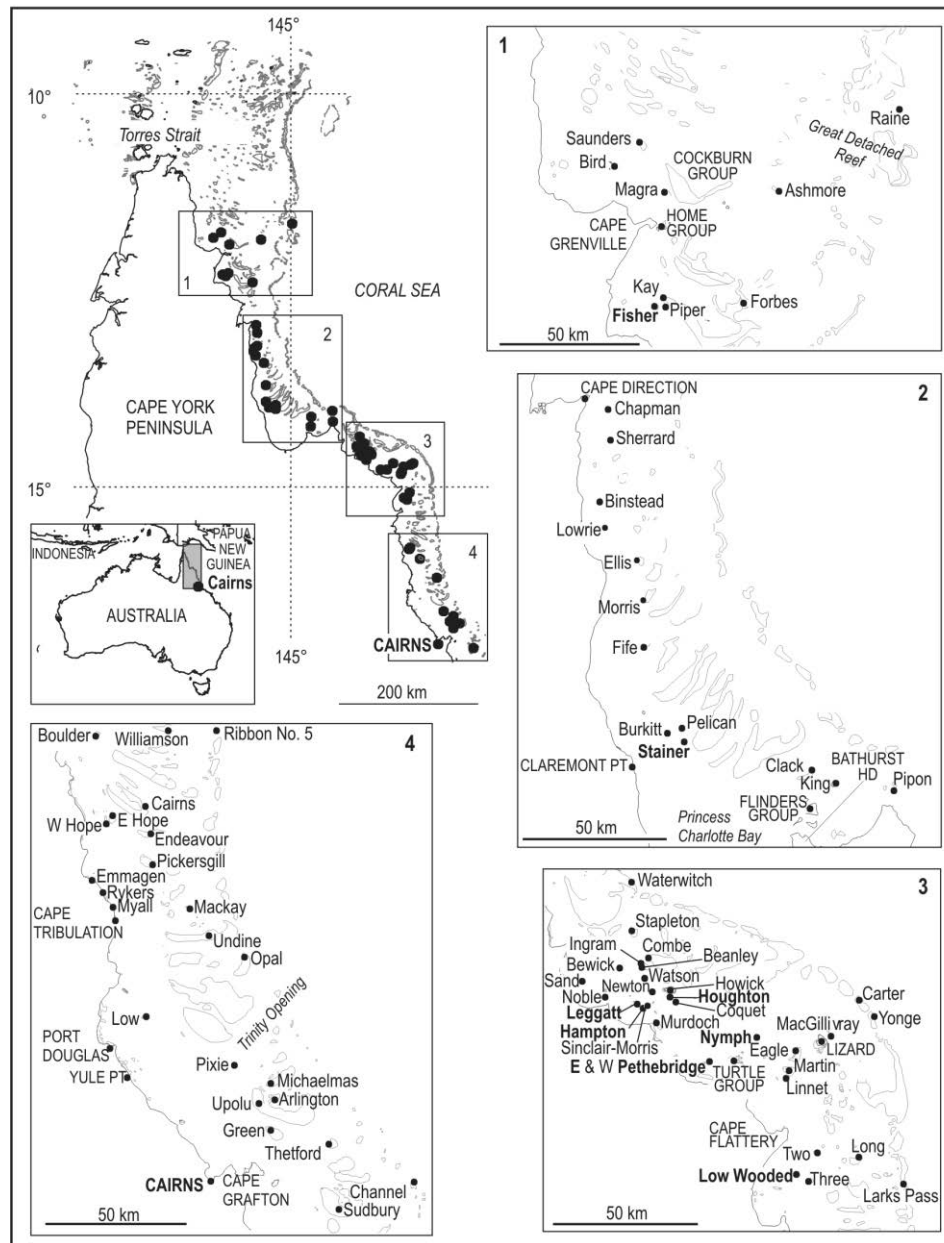 145°
10°
Torres Strait
1
CORAL SEA
2
CAPE YORK
PENINSULA
3
15°
4
145°
CAIRNS
200 km
INDONESIA
PAPUA
NEW
GUINEA
Cairns
AUSTRALIA
1
Raine
Great Detached
Reef
Saunders
Bird
COCKBURN
GROUP
Magra
Ashmore
CAPE
GRENVILLE
HOME
GROUP
Kay
Fisher
Piper
Forbes
50 km
2
CAPE DIRECTION
Chapman
Sherrard
Binstead
Lowrie
Ellis
Morris
Fife
Burkitt
Pelican
Stainer
CLAREMONT PT
Clack
BATHURST
HD
King
Pipon
FLINDERS
GROUP
Princess
Charlotte Bay
50 km
4
Boulder
Williamson
Ribbon No. 5
Cairns
W Hope
E Hope
Endeavour
Pickersgill
Emmagen
Rykers
Myall
Mackay
CAPE
TRIBULATION
Undine
Opal
Low
Trinity Opening
PORT
DOUGLAS
Pixie
YULE PT
Michaelmas
Arlington
Upolu
Green
Thetford
CAIRNS
CAPE
GRAFTON
Channel
Sudbury
50 km
3
Waterwitch
Stapleton
Ingram
Combe
Beanley
Bewick
Watson
Sand
Newton
Howick
Noble
Houghton
Leggatt
Coquet
Carter
Hampton
Murdoch
Yonge
MacGillivray
Nymph
Sinclair-Morris
Eagle
LIZARD
E & W Pethebridge
TURTLE
GROUP
Martin
Linnet
CAPE
FLATTERY
Two
Long
Low Wooded
Three
Larks Pass
50 km